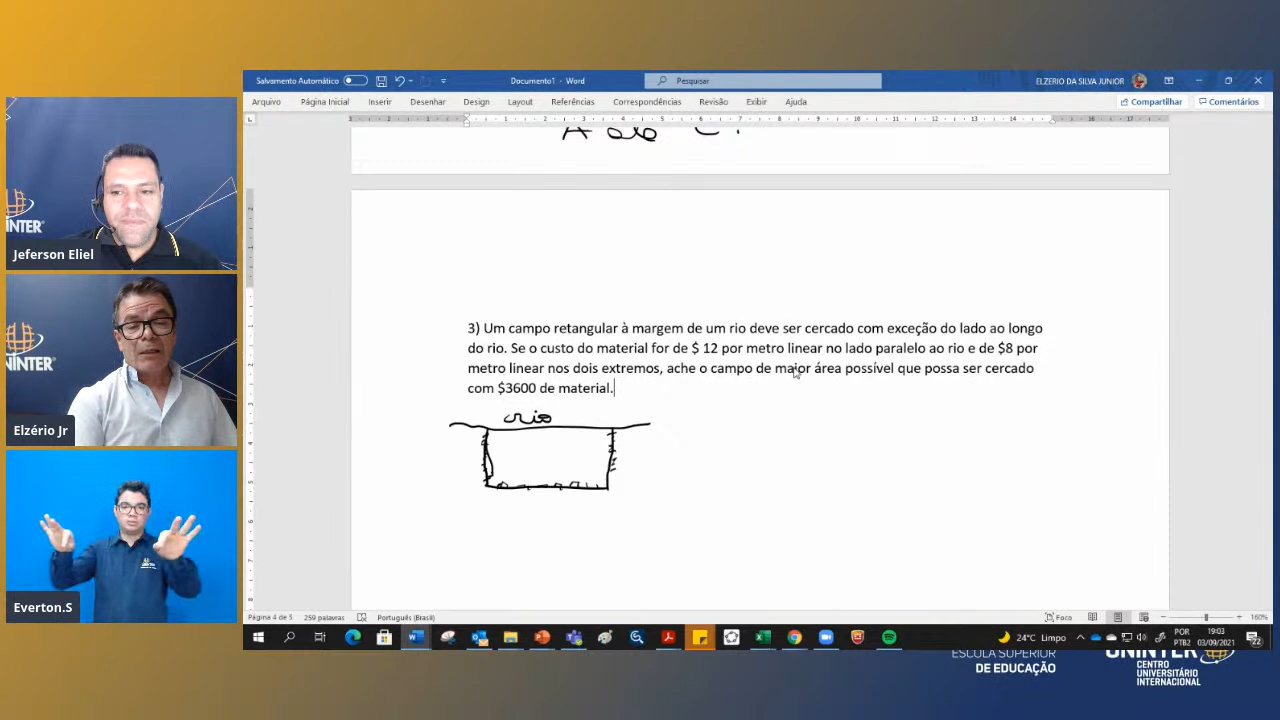 Salvamento Automático
Documento1 - Word
Pesquisar
ELZERIO DA SILVA JUNIOR
Arquivo Página Inicial Inserir Desenhar Design Layout Referências Correspondências Revisão Exibir Ajuda
Compartilhar Comentários
3) Um campo retangular à margem de um rio deve ser cercado com exceção do lado ao longo
do rio. Se o custo do material for de $ 12 por metro linear no lado paralelo ao rio e de $8 por
metro linear nos dois extremos, ache o campo de maior área possível que possa ser cercado
com $3600 de material.
rio
UNINTER
Jeferson Eliel
UNINTER
Elzério Jr
Everton.S
Página 4 de 5 259 palavras Português (Brasil)
Foco
160%
24°C Limpo
POR
PTB2
19:03
03/09/2021
22
ESCOLA SUPERIOR
DE EDUCAÇÃO
UNINTER
CENTRO
UNIVERSITÁRIO
INTERNACIONAL